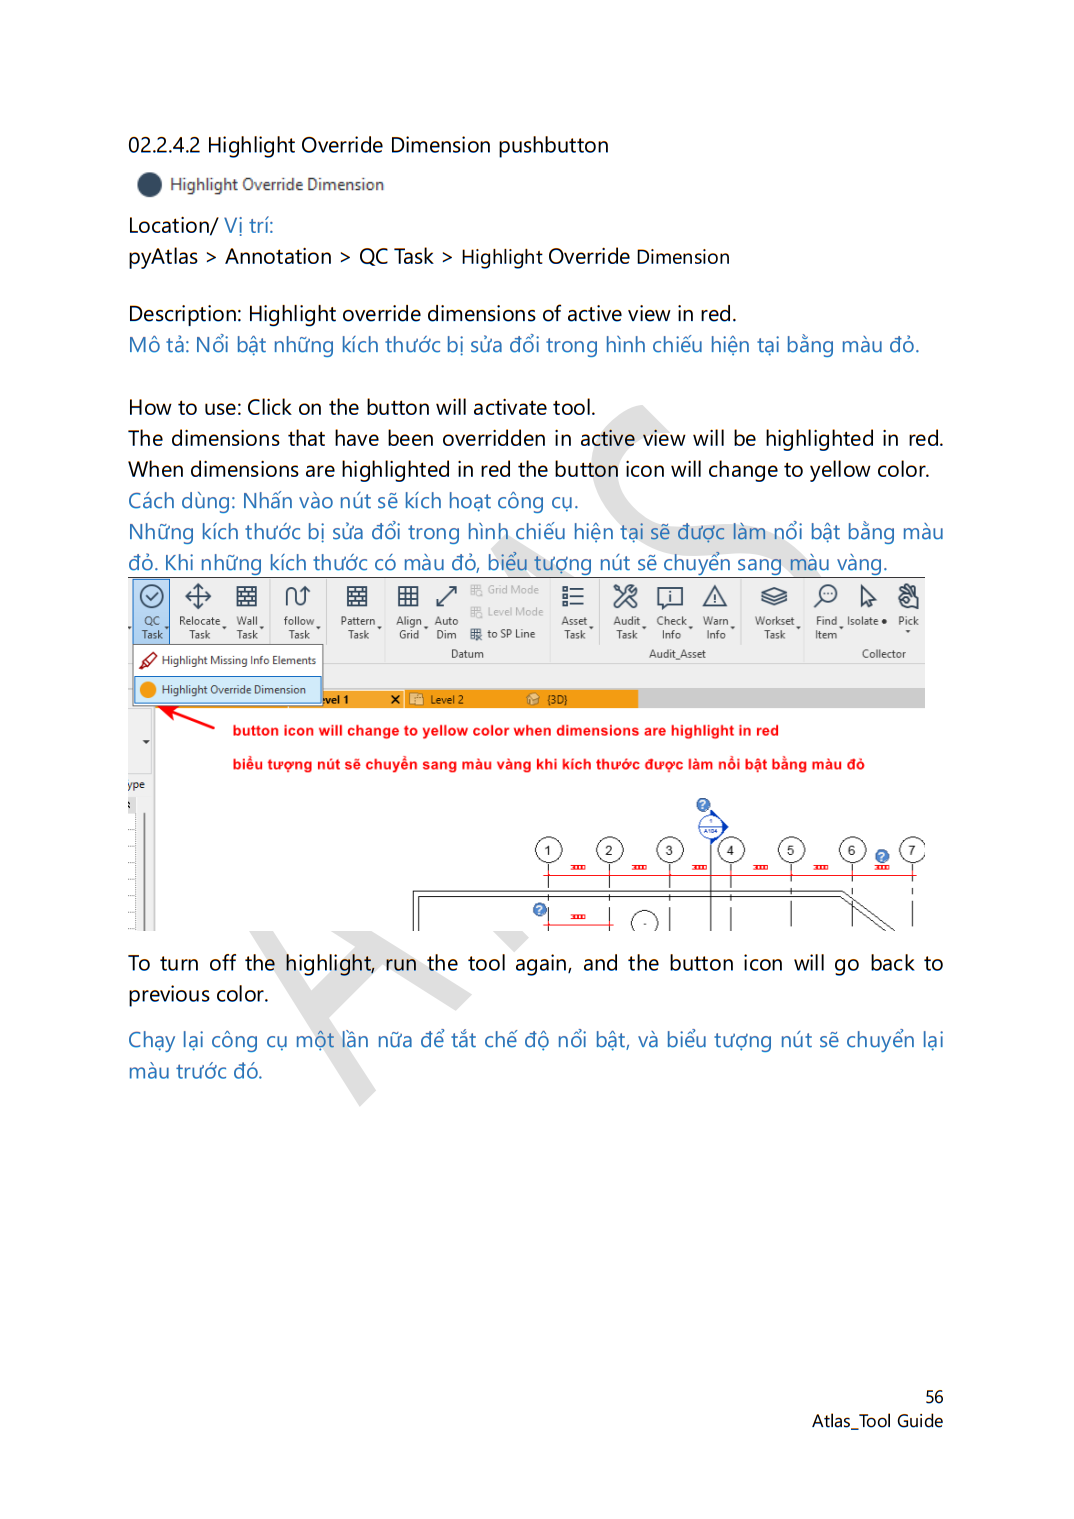 02.2.4.2 Highlight Override Dimension pushbutton
Highlight Override Dimension
Location/ Vị trí:
pyAtlas > Annotation > QC Task > Highlight Override Dimension
Description: Highlight override dimensions of active view in red.
Mô tả: Nổi bật những kích thước bị sửa đổi trong hình chiếu hiện tại bằng màu đỏ.
How to use: Click on the button will activate tool.
The dimensions that have been overridden in active view will be highlighted in red.
When dimensions are highlighted in red the button icon will change to yellow color.
Cách dùng: Nhấn vào nút sẽ kích hoạt công cụ.
Những kích thước bị sửa đổi trong hình chiếu hiện tại sẽ được làm nổi bật bằng màu
đỏ. Khi những kích thước có màu đỏ, biểu tượng nút sẽ chuyển sang màu vàng.
Grid Mode
Level Mode
QC Relocate Wall follow Pattern Align Auto to SP Line Asset Audit Check Warn Workset Find Isolate Pick
Task Task Task Task Task Grid Dim Task Task Info Info Task Item
Datum Audit_Asset Collector
Highlight Missing Info Elements
Highlight Override Dimension
evel 1 Level 2 {3D}
button icon will change to yellow color when dimensions are highlight in red
biểu tượng nút sẽ chuyển sang màu vàng khi kích thước được làm nổi bật bằng màu đỏ
ype
1
A104
1 2 3 4 5 6 7
To turn off the highlight, run the tool again, and the button icon will go back to
previous color.
Chạy lại công cụ một lần nữa để tắt chế độ nổi bật, và biểu tượng nút sẽ chuyển lại
màu trước đó.
56
Atlas_Tool Guide